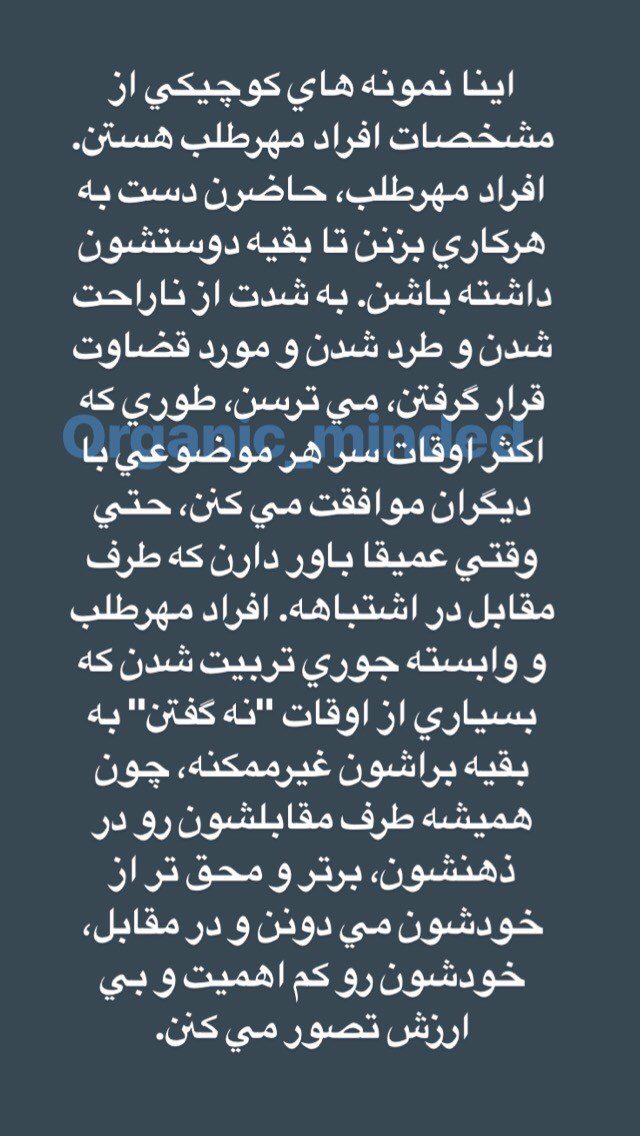 اينا نمونه هاي كوچيكي از
مشخصات افراد مهرطلب هستن.
افراد مهرطلب، حاضرن دست به
هركاري بزنن تا بقيه دوستشون
داشته باشن. به شدت از ناراحت
شدن و طرد شدن و مورد قضاوت
قرار گرفتن، مي ترسن، طوري كه
Organic_minded
اكثر اوقات سر هر موضوعي با
ديگران موافقت مي كنن، حتي
وقتي عميقا باور دارن كه طرف
مقابل در اشتباهه. افراد مهرطلب
و وابسته جوري تربيت شدن كه
بسياري از اوقات "نه گفتن" به
بقيه براشون غيرممكنه، چون
هميشه طرف مقابلشون رو در
ذهنشون، برتر و محق تر از
خودشون مي دونن و در مقابل،
خودشون رو كم اهميت و بي
ارزش تصور مي كنن.